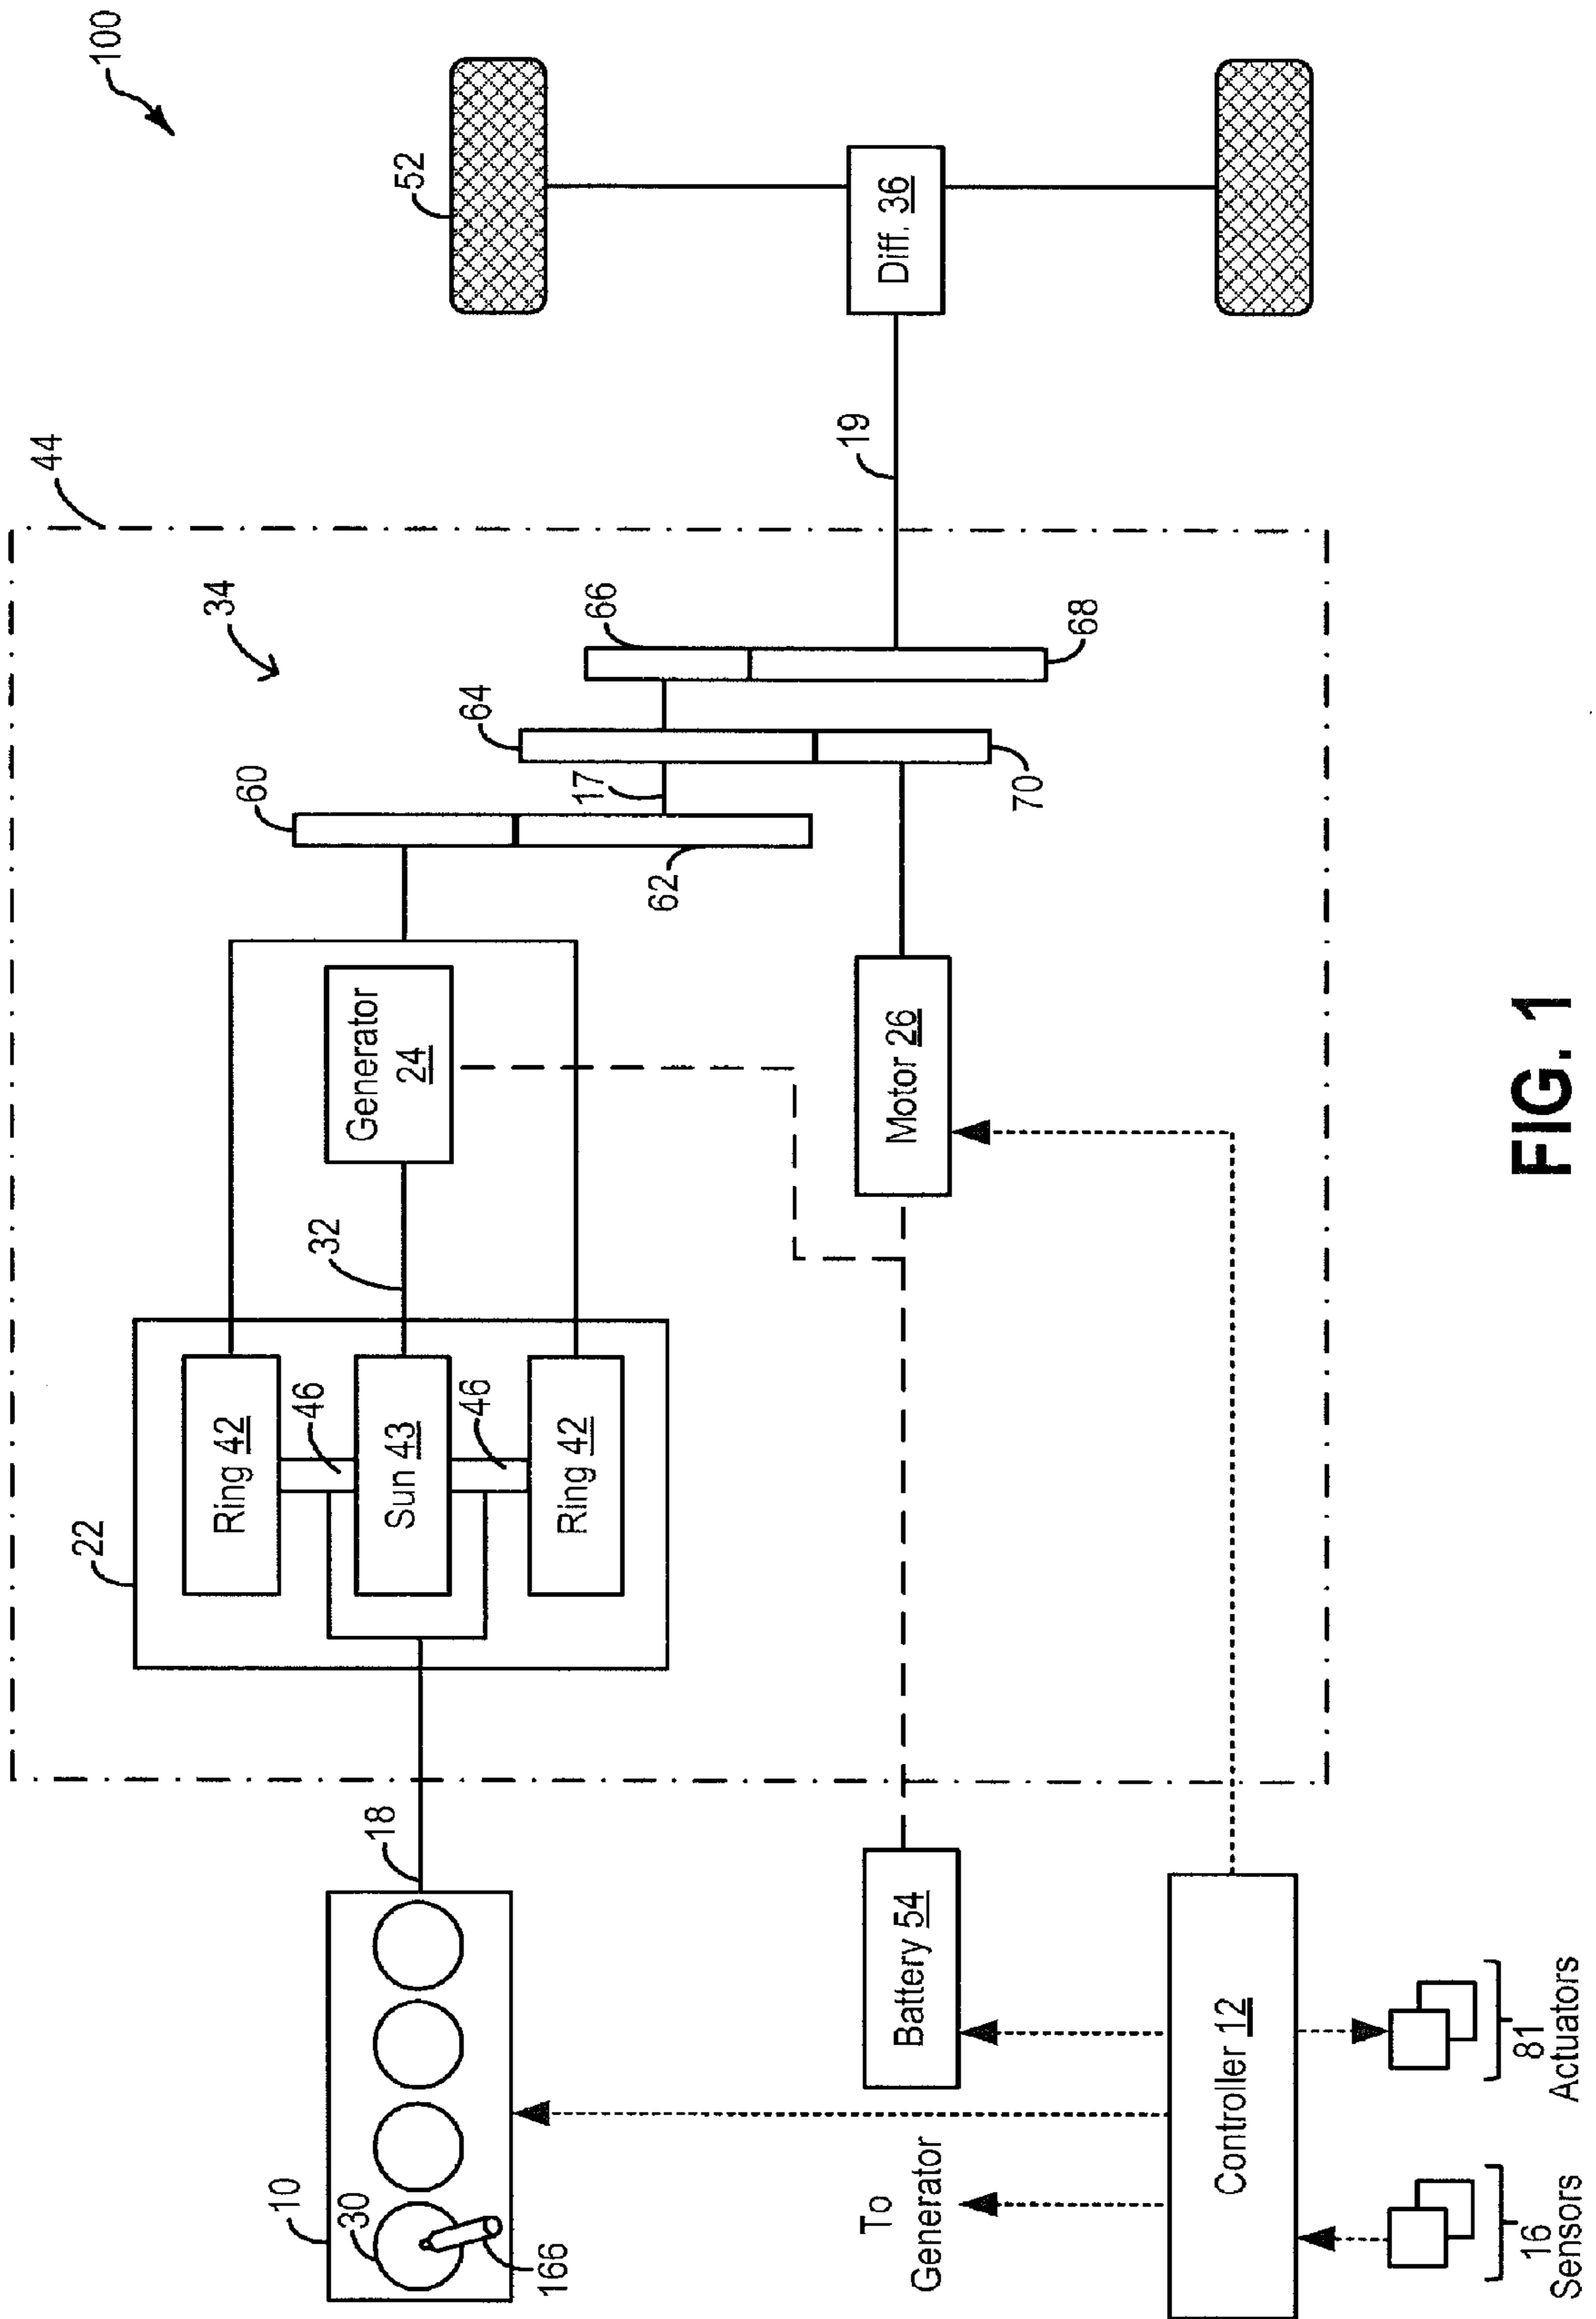 100
52
Diff. 36
19
44
34
66
68
64
70
17
60
62
Generator
24
Motor 26
32
22
Ring 42
46
Sun 43
46
Ring 42
18
10
30
166
Battery 54
To
Generator
Controller 12
81
Actuators
16
Sensors
FIG. 1